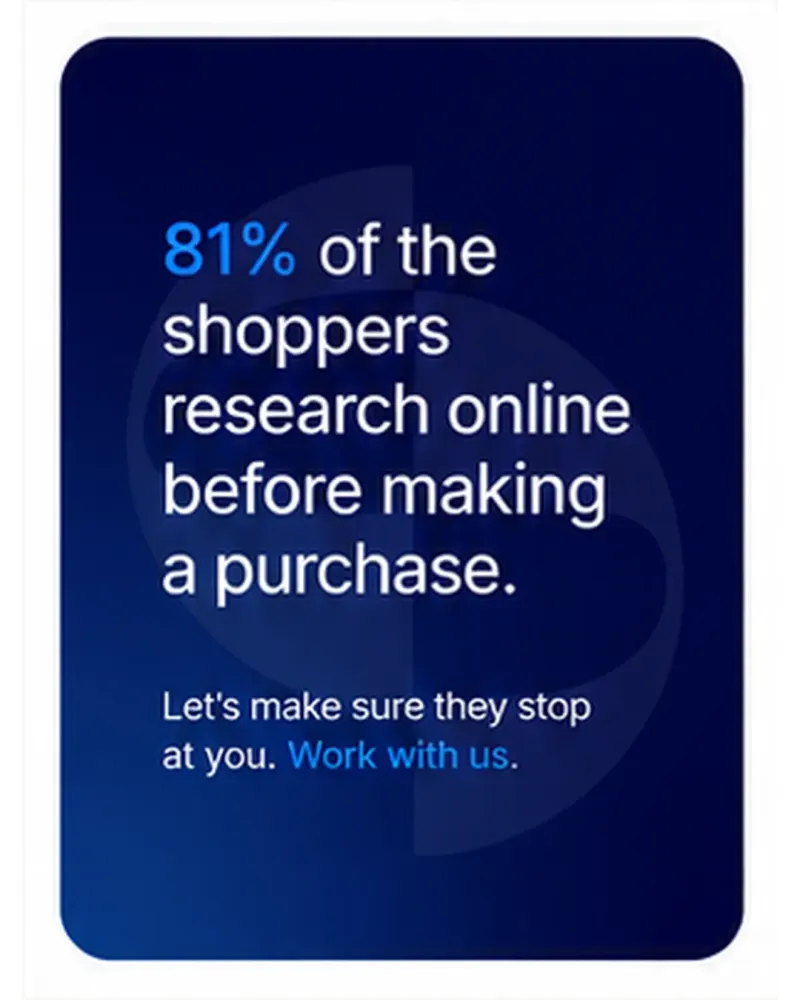 81% of the
shoppers
research online
before making
a purchase.
Let's make sure they stop
at you. Work with us.